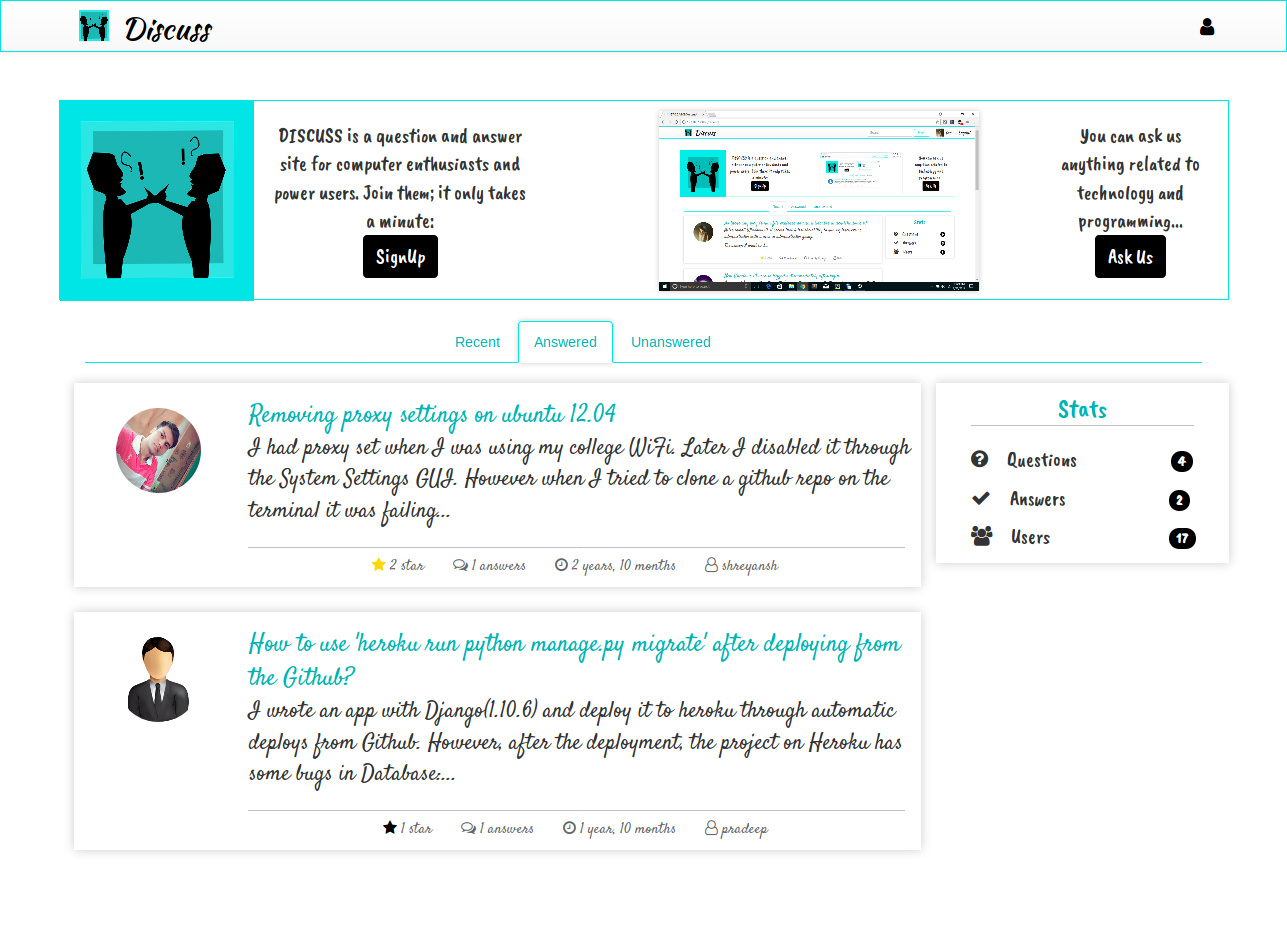 Discuss
DISCUSS is a question and answer
site for computer enthusiasts and
power users. Join them; it only takes
a minute:
SignUp
Discuss
You can ask us
anything related to
technology and
programming...
Ask Us
Recent
Answered
Unanswered
Removing proxy settings on ubuntu 12.04
I had proxy set when I was using my college WiFi. Later I disabled it through
the System Settings GUI. However when I tried to clone a github repo on the
terminal it was failing...
2 star
1 answers
2 years, 10 months
shreyansh
How to use 'heroku run python manage.py migrate' after deploying from
the Github?
I wrote an app with Django(1.10.6) and deploy it to heroku through automatic
deploys from Github. However, after the deployment, the project on Heroku has
some bugs in Database:...
1 star
1 answers
1 year, 10 months
pradeep
Stats
Questions 4
Answers 2
Users 17